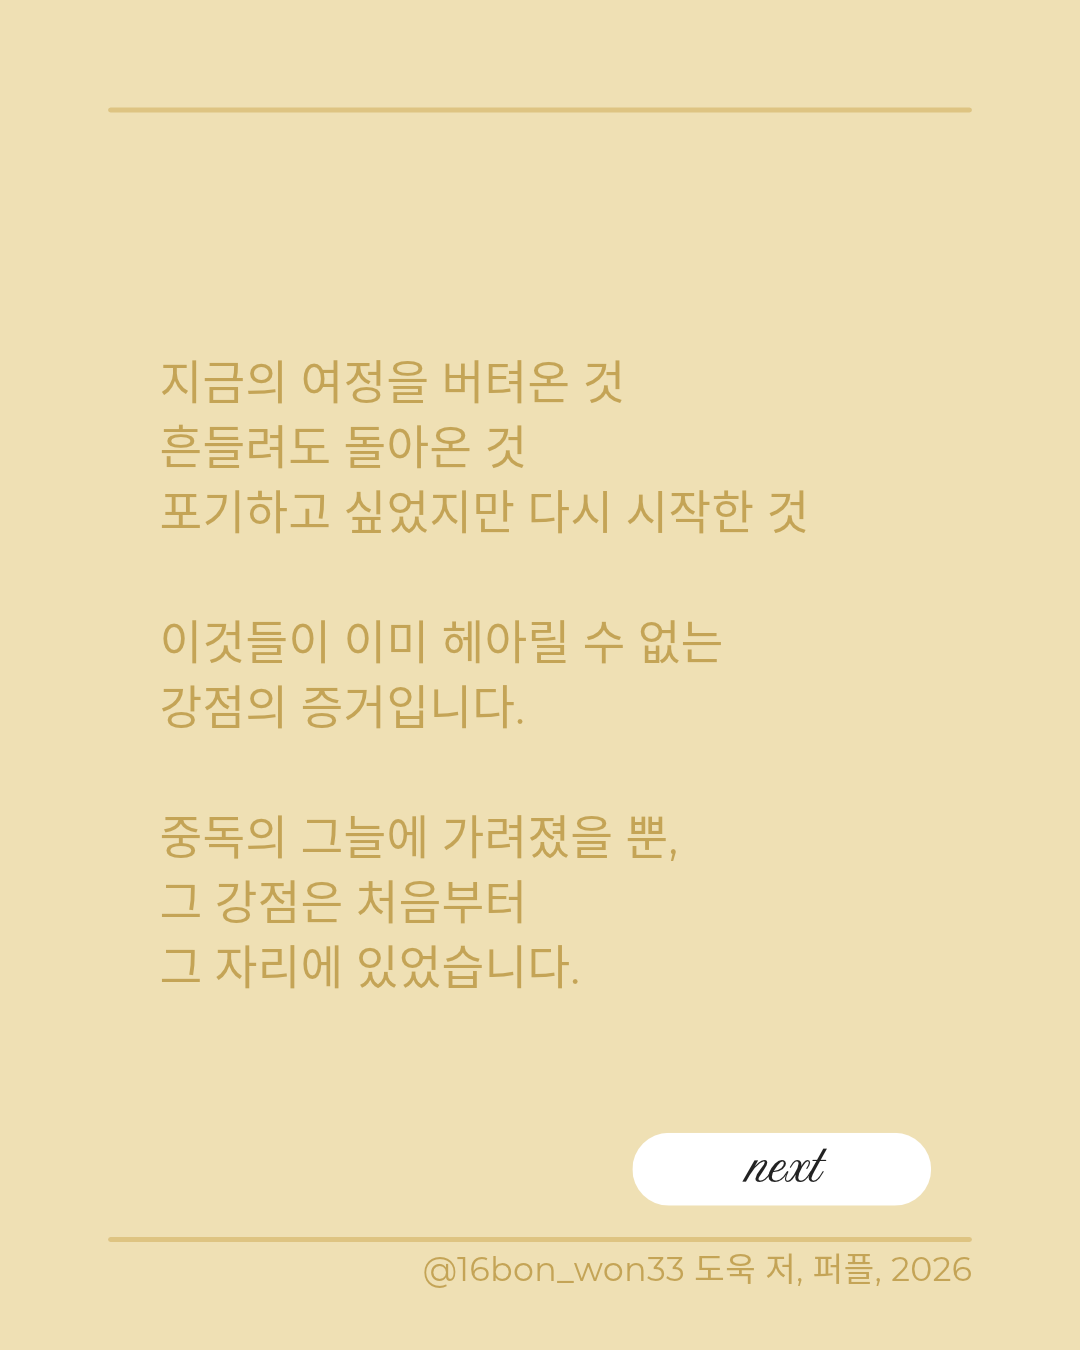 지금의 여정을 버텨온 것
흔들려도 돌아온 것
포기하고 싶었지만 다시 시작한 것
이것들이 이미 헤아릴 수 없는
강점의 증거입니다.
중독의 그늘에 가려졌을 뿐,
그 강점은 처음부터
그 자리에 있었습니다.
next
@16bon_won33 도욱 저, 퍼플, 2026